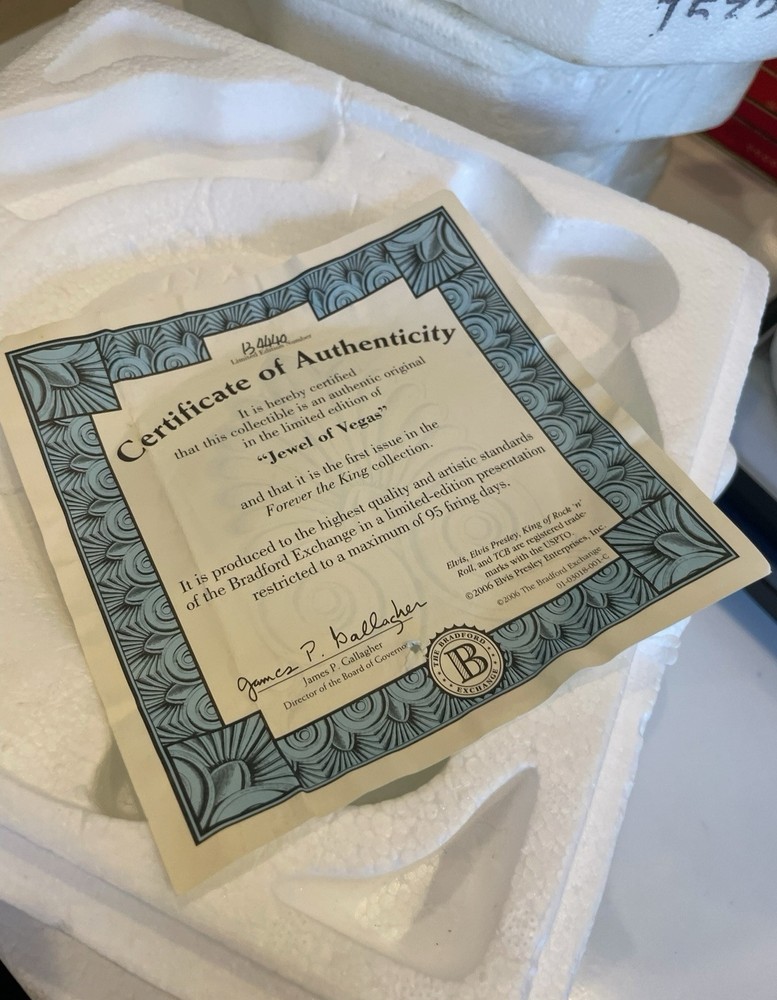 B4440
Limited Edition Number
Certificate of Authenticity
It is hereby certified
that this collectible is an authentic original
in the limited edition of
“Jewel of Vegas”
and that it is the first issue in the
Forever the King collection.
It is produced to the highest quality and artistic standards
of the Bradford Exchange in a limited-edition presentation
restricted to a maximum of 95 firing days.
James P. Gallagher
James P. Gallagher
Director of the Board of Governors
THE BRADFORD
B
EXCHANGE
Elvis, Elvis Presley, King of Rock 'n'
Roll, and TCB are registered trade-
marks with the USPTO.
©2006 Elvis Presley Enterprises, Inc.
©2006 The Bradford Exchange
01-03018-001-C